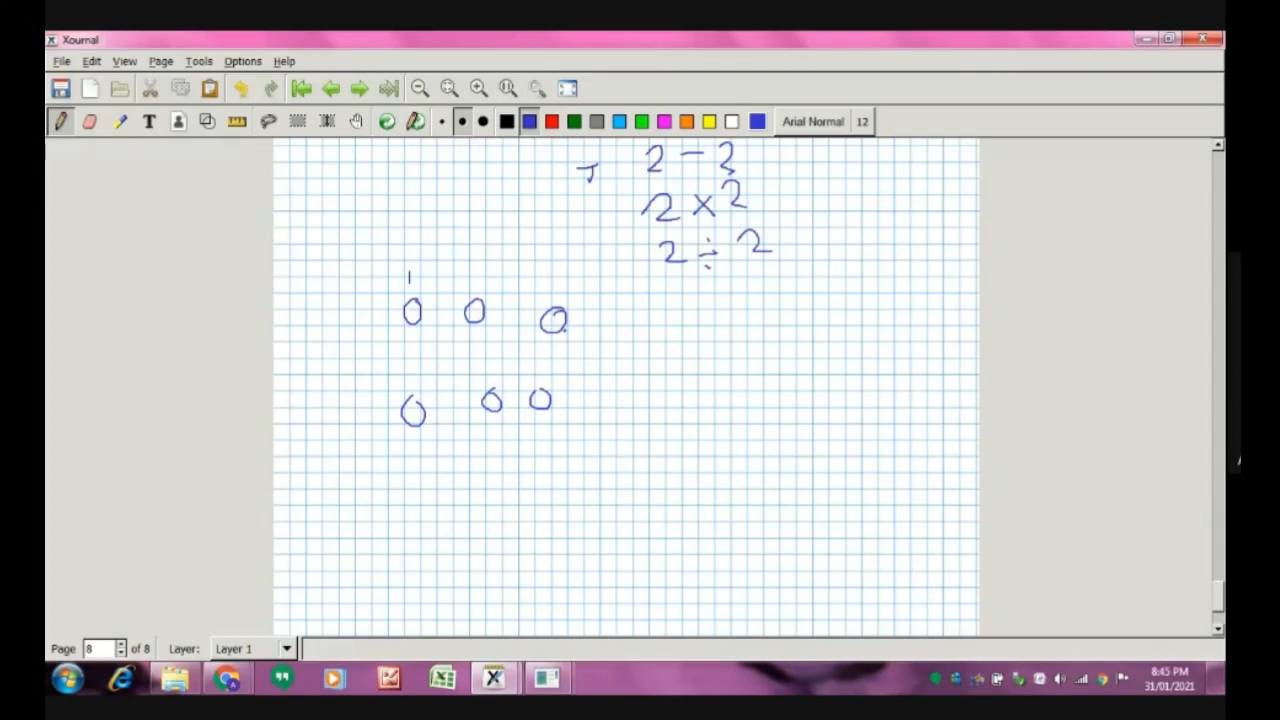 Xournal
File Edit View Page Tools Options Help
Arial Normal 12
2 - 2
2 × 2
2 ÷ 2
1
0 0 0
0 0 0
Page 8 of 8 Layer: Layer 1
8:45 PM
31/01/2021